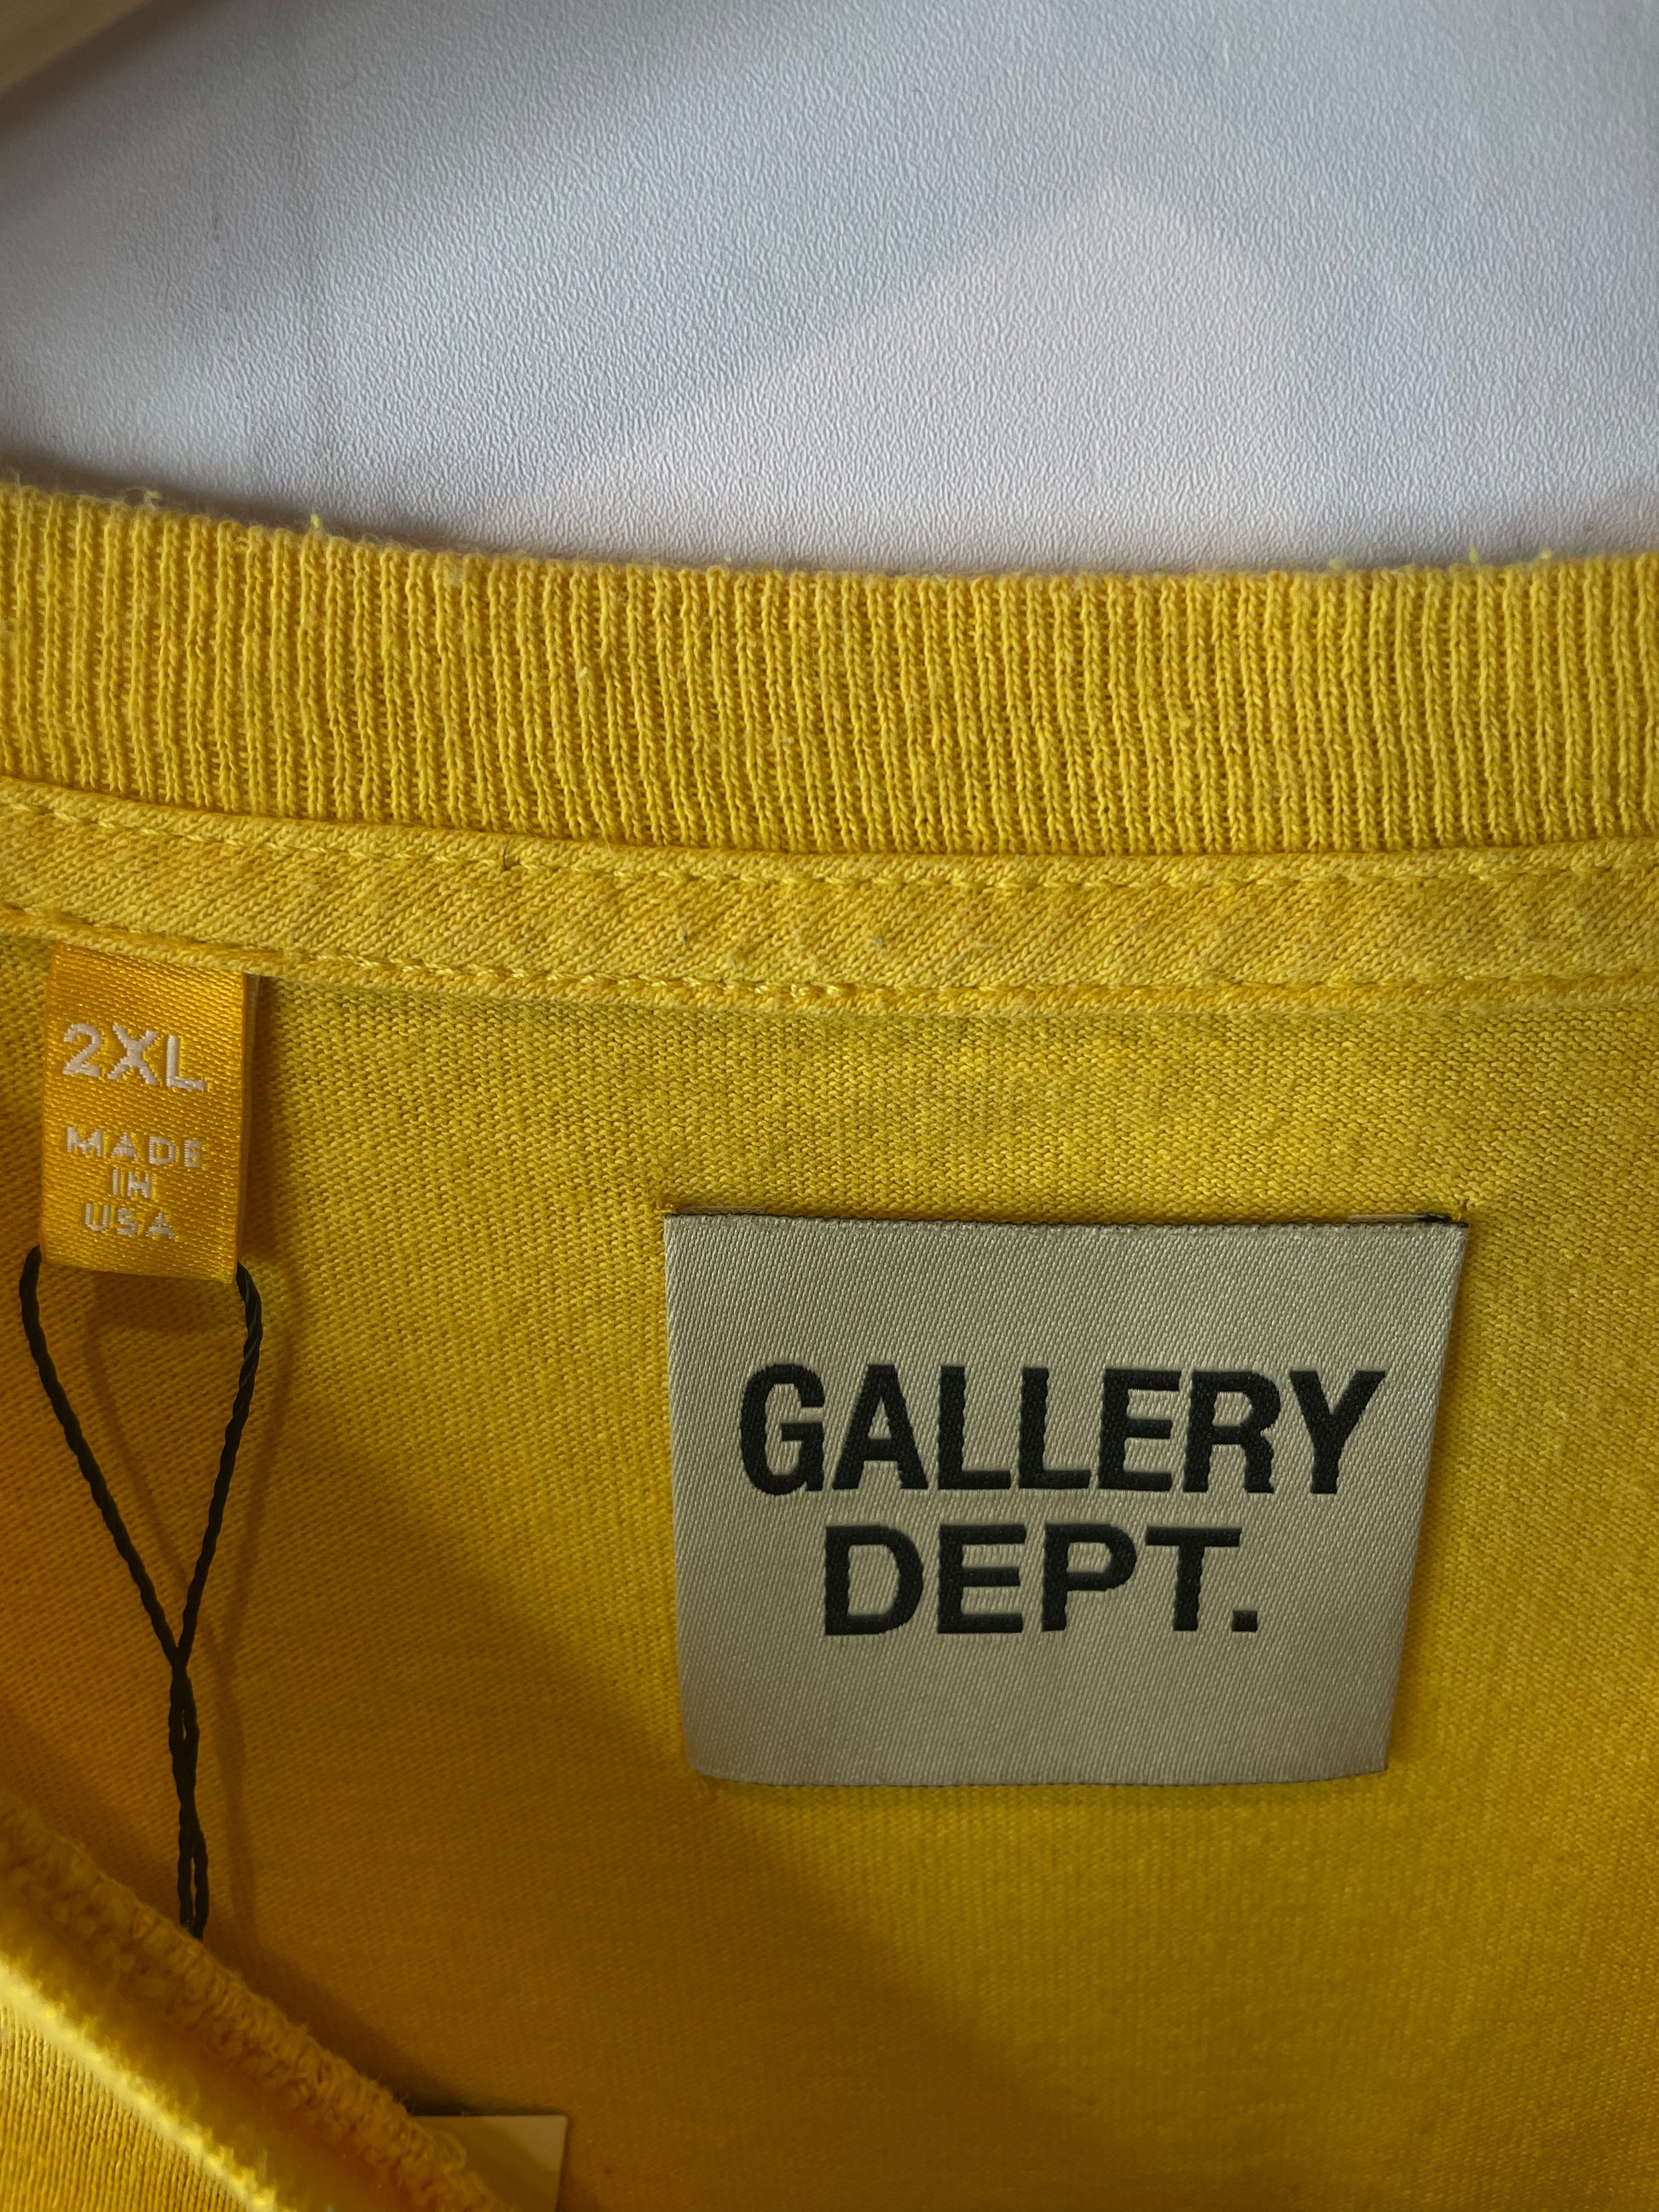 2XL
MADE
IN
USA
GALLERY
DEPT.